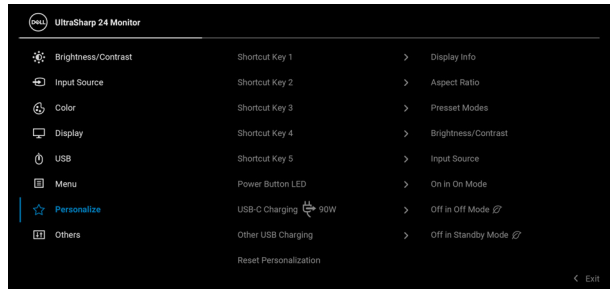 DELL UltraSharp 24 Monitor
Brightness/Contrast Shortcut Key 1 > Display Info
Input Source Shortcut Key 2 > Aspect Ratio
Color Shortcut Key 3 > Presset Modes
Display Shortcut Key 4 > Brightness/Contrast
USB Shortcut Key 5 > Input Source
Menu Power Button LED > On in On Mode
Personalize USB-C Charging 90W > Off in Off Mode
Others Other USB Charging > Off in Standby Mode
Reset Personalization
< Exit